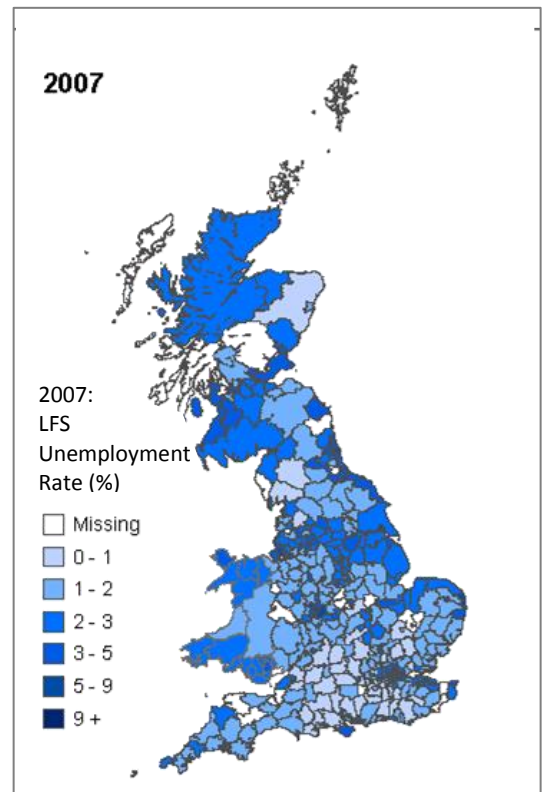 2007
2007:
LFS
Unemployment
Rate (%)
Missing
0 - 1
1 - 2
2 - 3
3 - 5
5 - 9
9 +